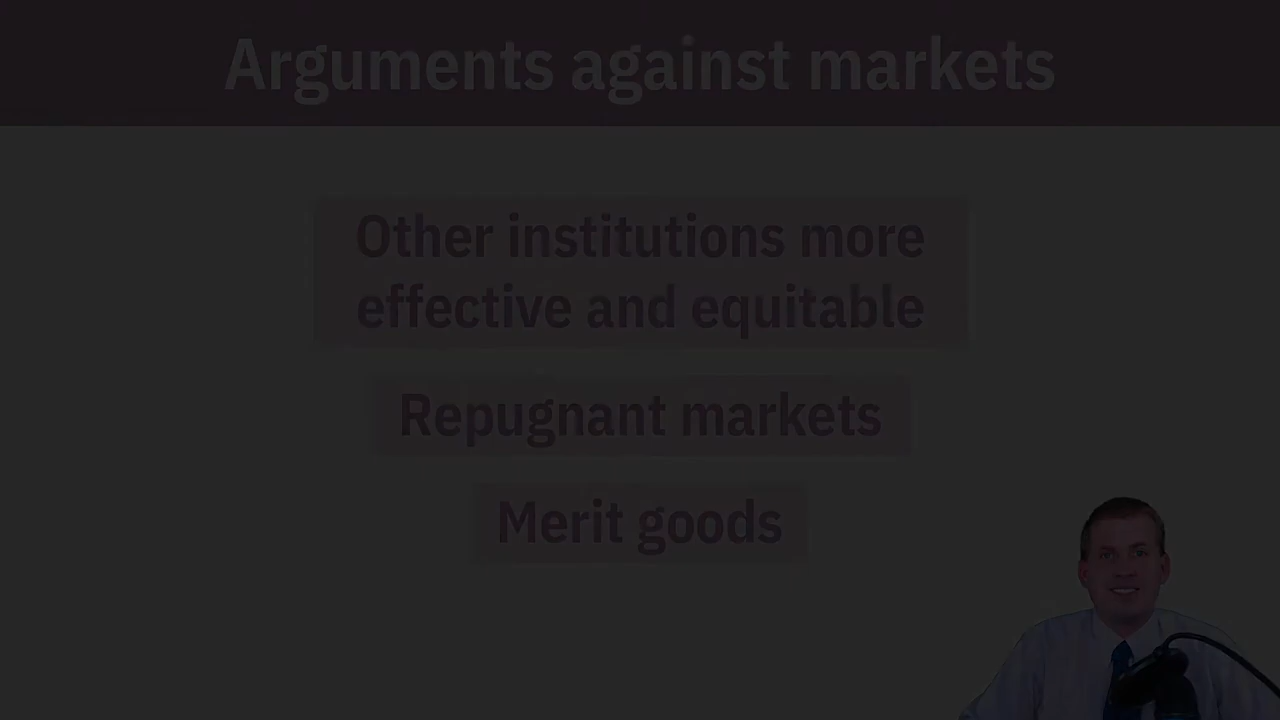 Arguments against markets
Other institutions more
effective and equitable
Repugnant markets
Merit goods